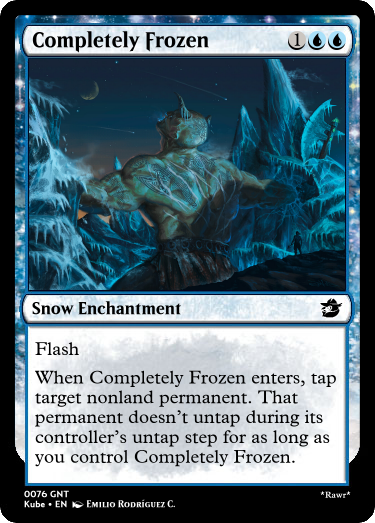 Completely Frozen 1
Snow Enchantment
Flash
When Completely Frozen enters, tap
target nonland permanent. That
permanent doesn't untap during its
controller's untap step for as long as
you control Completely Frozen.
0076 GNT
Kube • EN Emilio Rodríguez C.
*Rawr*